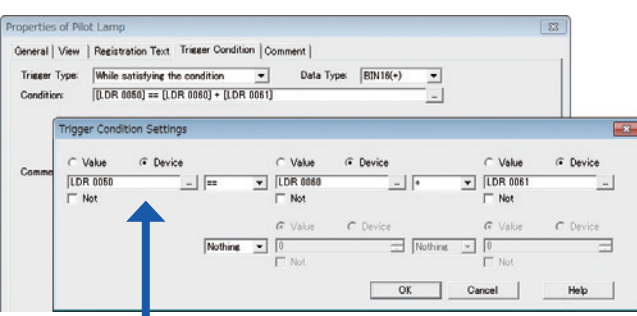 Properties of Pilot Lamp
General View Registration Text Trigger Condition Comment
Trigger Type: While satisfying the condition Data Type: BIN16(+)
Condition: [LDR 0050] == [LDR 0060] + [LDR 0061] ...
Trigger Condition Settings
Comme
Value Device Value Device Value Device
[LDR 0050 ... == [LDR 0060 ... + [LDR 0061 ...
Not Not Not
Value Device Value Device
Nothing 0 Nothing 0
Not Not
OK Cancel Help